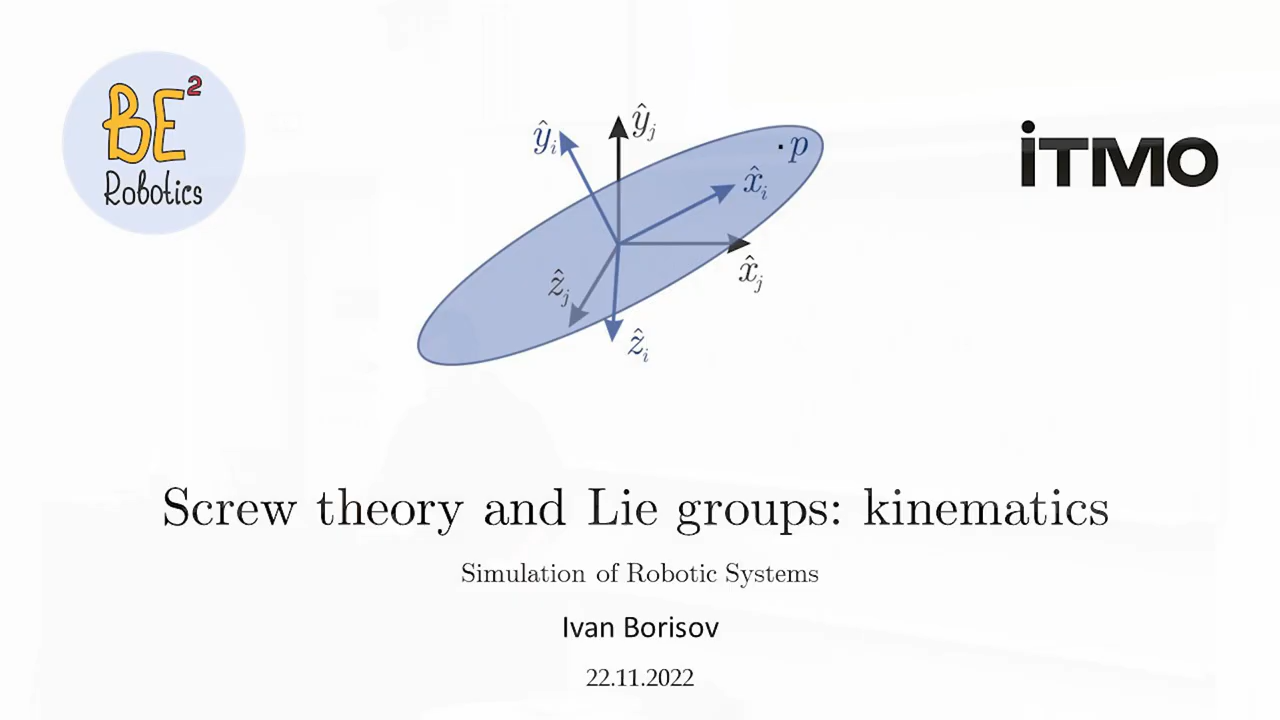 BE²
Robotics
ŷᵢ
ŷⱼ
p
x̂ᵢ
x̂ⱼ
ẑⱼ
ẑᵢ
iTMO
Screw theory and Lie groups: kinematics
Simulation of Robotic Systems
Ivan Borisov
22.11.2022